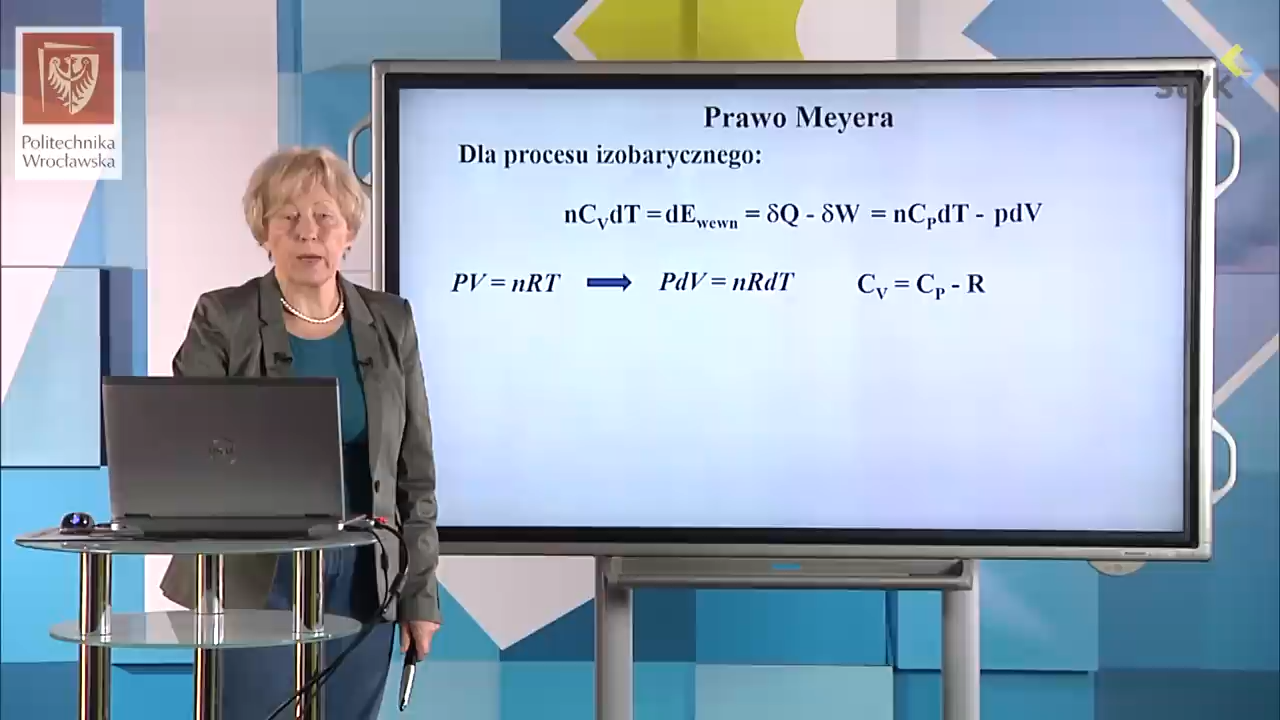 Politechnika
Wrocławska
styk
Prawo Meyera
Dla procesu izobarycznego:
nC_VdT = dE_wewn = δQ - δW = nC_PdT - pdV
PV = nRT ➡ PdV = nRdT C_V = C_P - R